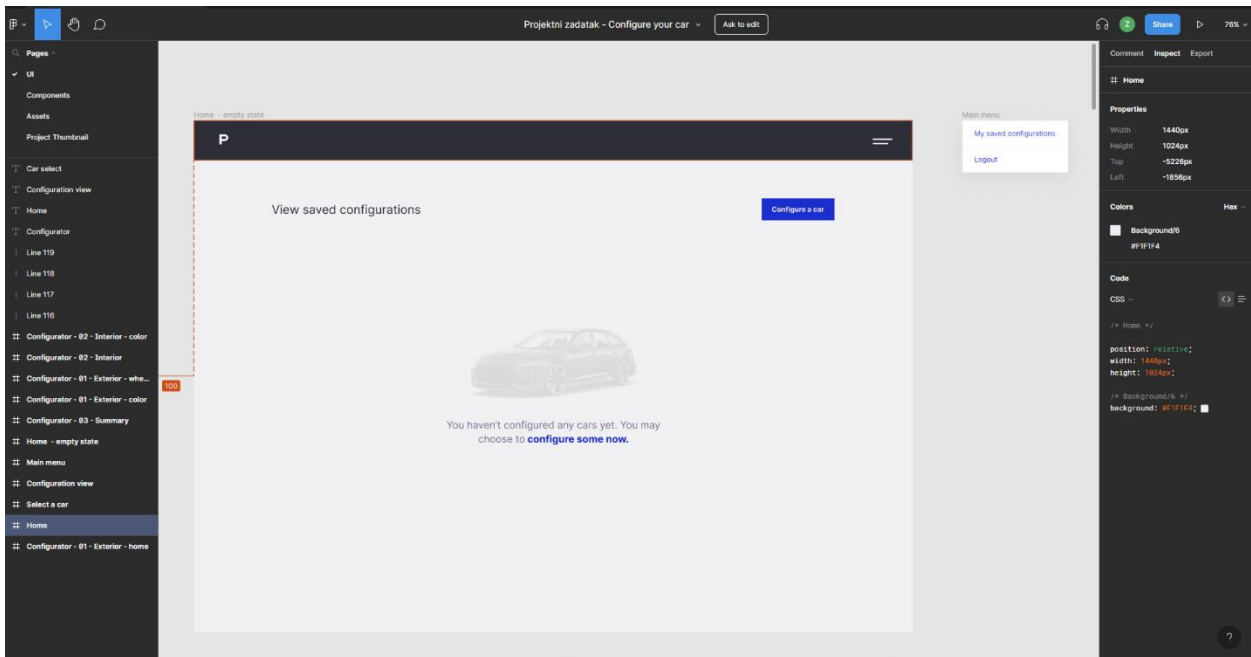 Projektni zadatak - Configure your car
Ask to edit
Z
Share
76%
Pages
UI
Components
Assets
Project Thumbnail
Car select
Configuration view
Home
Configurator
Line 119
Line 118
Line 117
Line 116
Configurator - 02 - Interior - color
Configurator - 02 - Interior
Configurator - 01 - Exterior - whe...
Configurator - 01 - Exterior - color
Configurator - 03 - Summary
Home - empty state
Main menu
Configuration view
Select a car
Home
Configurator - 01 - Exterior - home
Home - empty state
P
View saved configurations
Configure a car
100
You haven't configured any cars yet. You may
choose to configure some now.
Main menu
My saved configurations
Logout
Comment Inspect Export
Home
Properties
Width 1440px
Height 1024px
Top -5226px
Left -1856px
Colors Hex
Background/6
#F1F1F4
Code
CSS
/* Home */
position: relative;
width: 1440px;
height: 1024px;
/* Background/6 */
background: #F1F1F4;
?